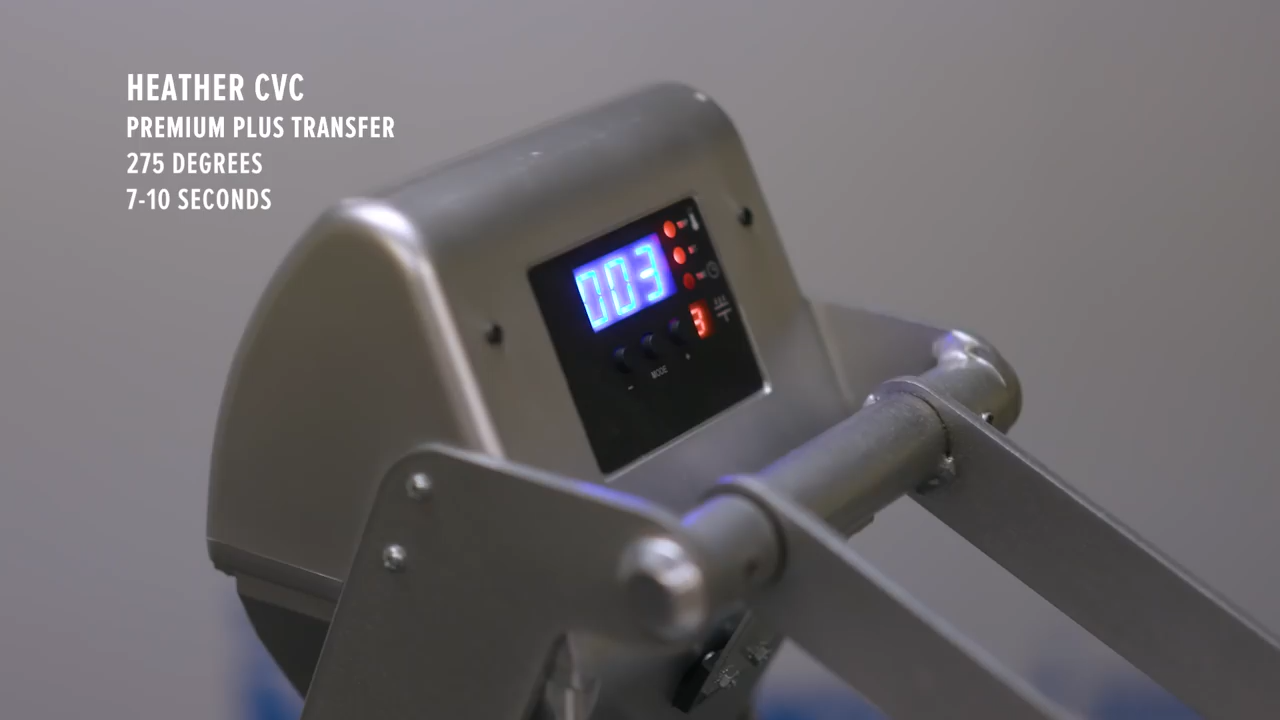 HEATHER CVC
PREMIUM PLUS TRANSFER
275 DEGREES
7-10 SECONDS
003
3
MODE